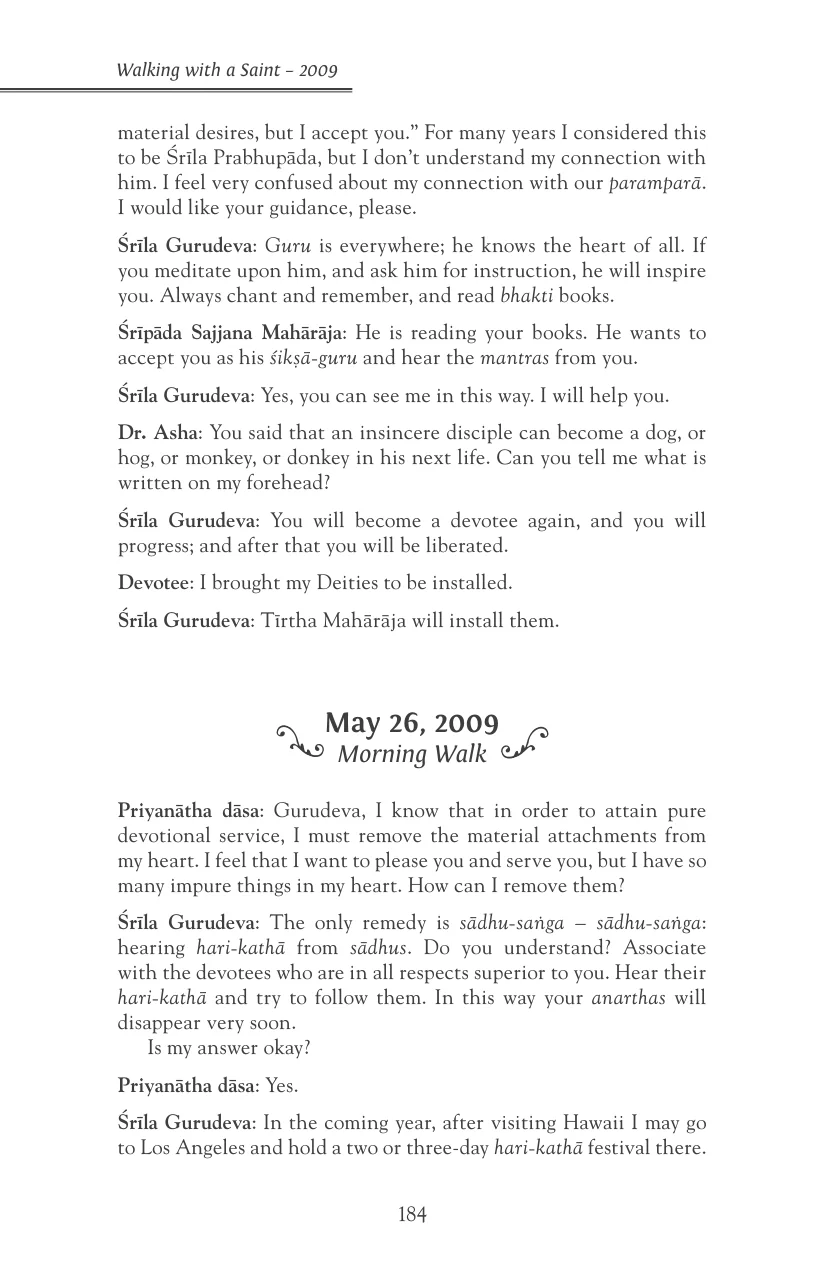 Walking with a Saint – 2009
material desires, but I accept you.” For many years I considered this
to be Śrīla Prabhupāda, but I don’t understand my connection with
him. I feel very confused about my connection with our paramparā.
I would like your guidance, please.
Śrīla Gurudeva: Guru is everywhere; he knows the heart of all. If
you meditate upon him, and ask him for instruction, he will inspire
you. Always chant and remember, and read bhakti books.
Śrīpāda Sajjana Mahārāja: He is reading your books. He wants to
accept you as his śikṣā-guru and hear the mantras from you.
Śrīla Gurudeva: Yes, you can see me in this way. I will help you.
Dr. Asha: You said that an insincere disciple can become a dog, or
hog, or monkey, or donkey in his next life. Can you tell me what is
written on my forehead?
Śrīla Gurudeva: You will become a devotee again, and you will
progress; and after that you will be liberated.
Devotee: I brought my Deities to be installed.
Śrīla Gurudeva: Tīrtha Mahārāja will install them.
May 26, 2009
Morning Walk
Priyanātha dāsa: Gurudeva, I know that in order to attain pure
devotional service, I must remove the material attachments from
my heart. I feel that I want to please you and serve you, but I have so
many impure things in my heart. How can I remove them?
Śrīla Gurudeva: The only remedy is sādhu-saṅga – sādhu-saṅga:
hearing hari-kathā from sādhus. Do you understand? Associate
with the devotees who are in all respects superior to you. Hear their
hari-kathā and try to follow them. In this way your anarthas will
disappear very soon.
Is my answer okay?
Priyanātha dāsa: Yes.
Śrīla Gurudeva: In the coming year, after visiting Hawaii I may go
to Los Angeles and hold a two or three-day hari-kathā festival there.
184